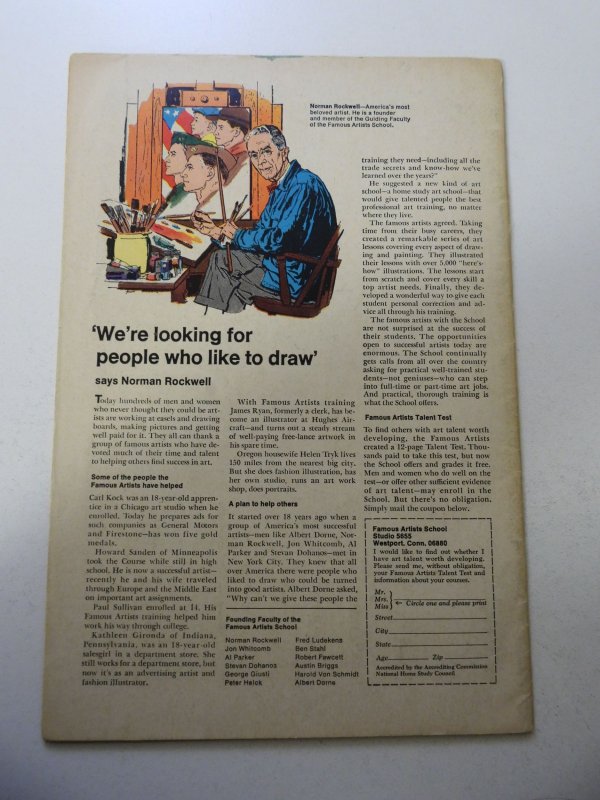 Norman Rockwell—America's most
beloved artist. He is a founder
and member of the Guiding Faculty
of the Famous Artists School.
'We're looking for
people who like to draw'
says Norman Rockwell
Today hundreds of men and women
who never thought they could be art-
ists are working at easels and drawing
boards, making pictures and getting
well paid for it. They all can thank a
group of famous artists who have de-
voted much of their time and talent
to helping others find success in art.
Some of the people the
Famous Artists have helped
Carl Kock was an 18-year-old appren-
tice in a Chicago art studio when he
enrolled. Today he prepares ads for
such companies as General Motors
and Firestone—has won five gold
medals.
Howard Sanden of Minneapolis
took the Course while still in high
school. He is now a successful artist—
recently he and his wife traveled
through Europe and the Middle East
on important art assignments.
Paul Sullivan enrolled at 14. His
Famous Artists training helped him
work his way through college.
Kathleen Gironda of Indiana,
Pennsylvania, was an 18-year-old
salesgirl in a department store. She
still works for a department store, but
now it's as an advertising artist and
fashion illustrator.
With Famous Artists training
James Ryan, formerly a clerk, has be-
come an illustrator at Hughes Air-
craft—and turns out a steady stream
of well-paying free-lance artwork in
his spare time.
Oregon housewife Helen Tryk lives
150 miles from the nearest big city.
But she does fashion illustration, has
her own studio, runs an art work
shop, does portraits.
A plan to help others
It started over 18 years ago when a
group of America's most successful
artists—men like Albert Dorne, Nor-
man Rockwell, Jon Whitcomb, Al
Parker and Stevan Dohanos—met in
New York City. They knew that all
over America there were people who
liked to draw who could be turned
into good artists. Albert Dorne asked,
"Why can't we give these people the
Founding Faculty of the
Famous Artists School
Norman Rockwell
Jon Whitcomb
Al Parker
Stevan Dohanos
George Giusti
Peter Helck
Fred Ludekens
Ben Stahl
Robert Fawcett
Austin Briggs
Harold Von Schmidt
Albert Dorne
training they need—including all the
trade secrets and know-how we've
learned over the years?"
He suggested a new kind of art
school—a home study art school—that
would give talented people the best
professional art training, no matter
where they live.
The famous artists agreed. Taking
time from their busy careers, they
created a remarkable series of art
lessons covering every aspect of draw-
ing and painting. They illustrated
their lessons with over 5,000 "here's
how" illustrations. The lessons start
from scratch and cover every skill a
top artist needs. Finally, they de-
veloped a wonderful way to give each
student personal correction and ad-
vice all through his training.
The famous artists with the School
are not surprised at the success of
their students. The opportunities
open to successful artists today are
enormous. The School continually
gets calls from all over the country
asking for practical well-trained stu-
dents—not geniuses—who can step
into full-time or part-time art jobs.
And practical, thorough training is
what the School offers.
Famous Artists Talent Test
To find others with art talent worth
developing, the Famous Artists
created a 12-page Talent Test. Thou-
sands paid to take this test, but now
the School offers and grades it free.
Men and women who do well on the
test—or offer other sufficient evidence
of art talent—may enroll in the
School. But there's no obligation.
Simply mail the coupon below.
Famous Artists School
Studio 5655
Westport, Conn. 06880
I would like to find out whether I
have art talent worth developing.
Please send me, without obligation,
your Famous Artists Talent Test and
information about your courses.
Mr.
Mrs.
Miss
← Circle one and please print
Street
City
State
Age Zip
Accredited by the Accrediting Commission
National Home Study Council